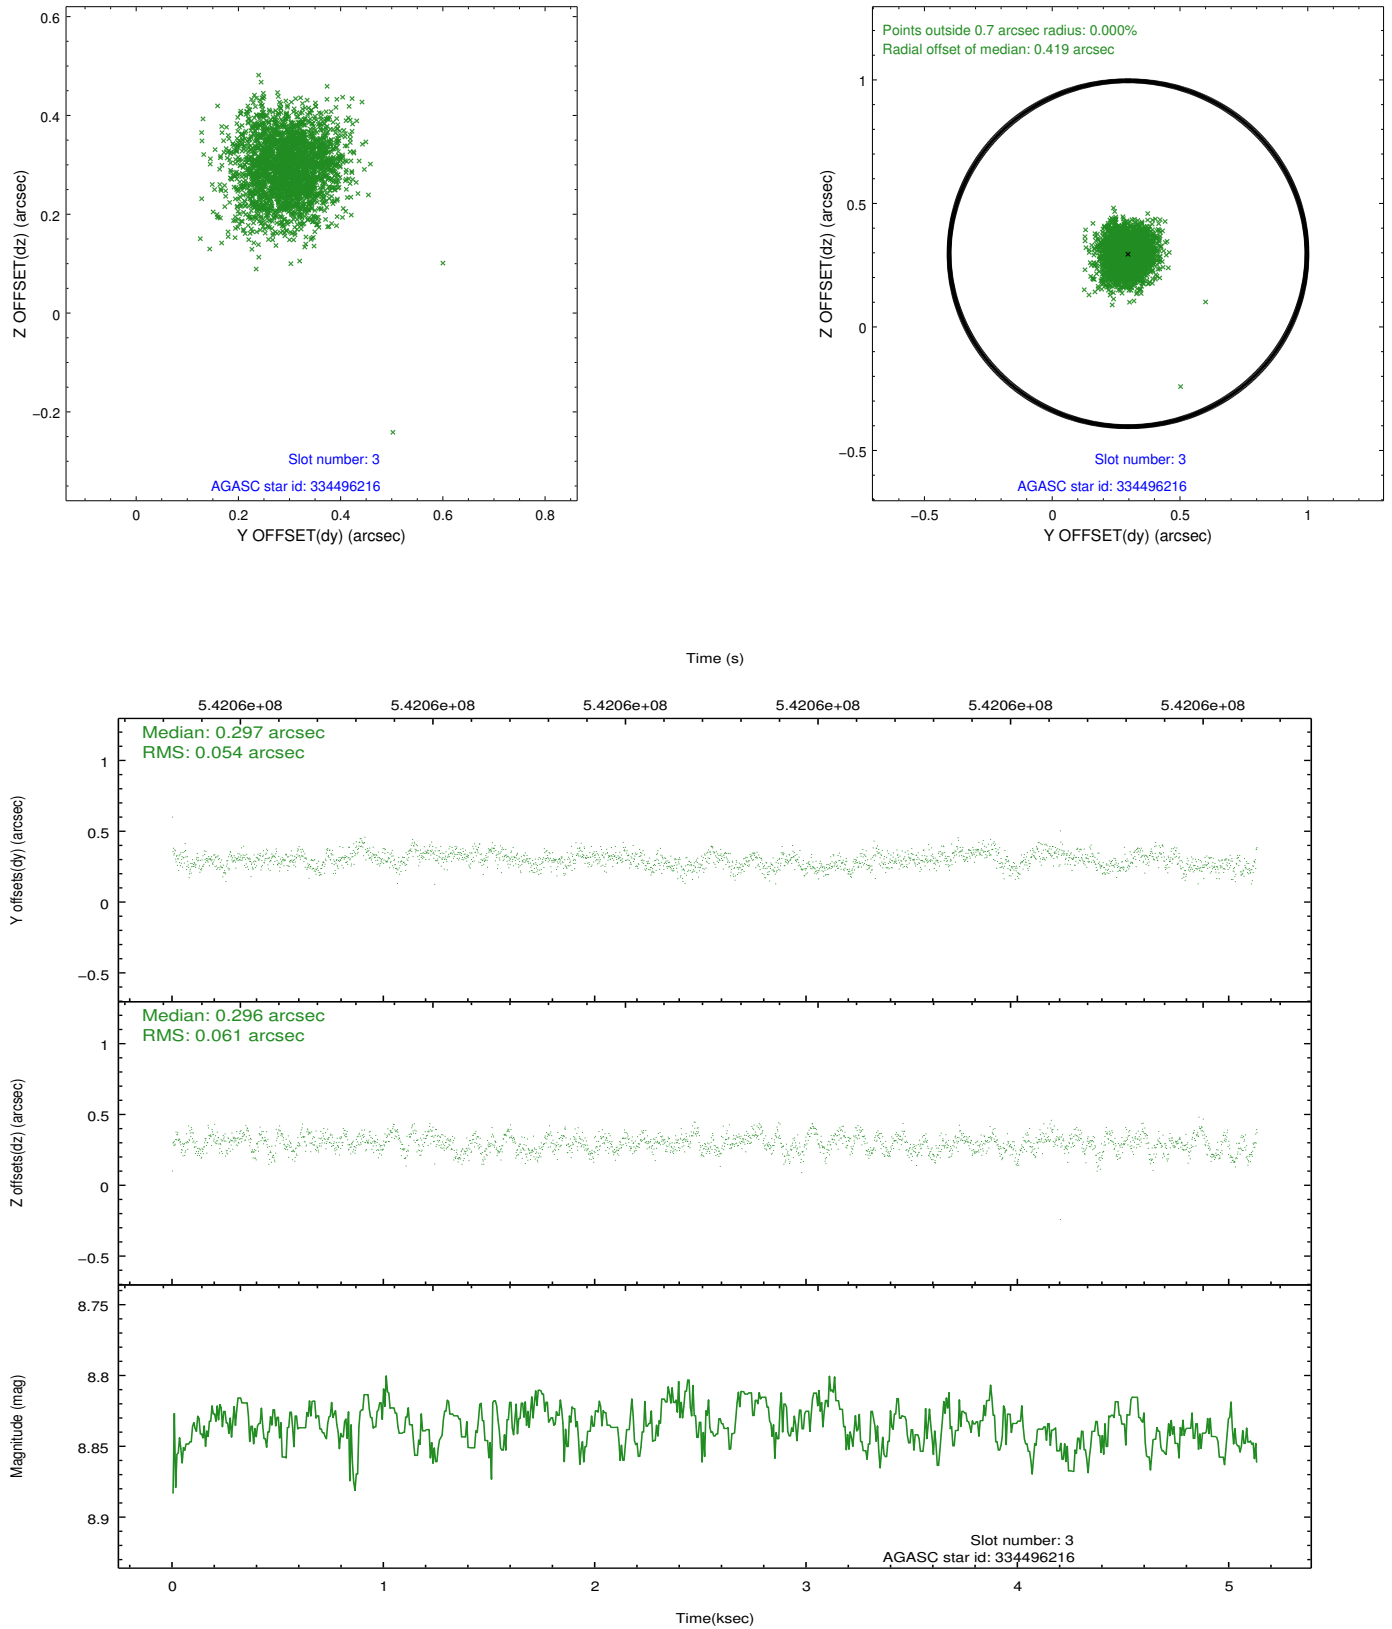 0.6
0.4
0.2
0
−0.2
Z OFFSET(dz) (arcsec)
Slot number: 3
AGASC star id: 334496216
0 0.2 0.4 0.6 0.8
Y OFFSET(dy) (arcsec)
Points outside 0.7 arcsec radius: 0.000%
Radial offset of median: 0.419 arcsec
1
0.5
0
−0.5
Z OFFSET(dz) (arcsec)
Slot number: 3
AGASC star id: 334496216
−0.5 0 0.5 1
Y OFFSET(dy) (arcsec)
Time (s)
5.4206e+08 5.4206e+08 5.4206e+08 5.4206e+08 5.4206e+08 5.4206e+08
Median: 0.297 arcsec
RMS: 0.054 arcsec
1
0.5
0
−0.5
Y offsets(dy) (arcsec)
Median: 0.296 arcsec
RMS: 0.061 arcsec
1
0.5
0
−0.5
Z offsets(dz) (arcsec)
8.75
8.8
8.85
8.9
Magnitude (mag)
Slot number: 3
AGASC star id: 334496216
0 1 2 3 4 5
Time(ksec)